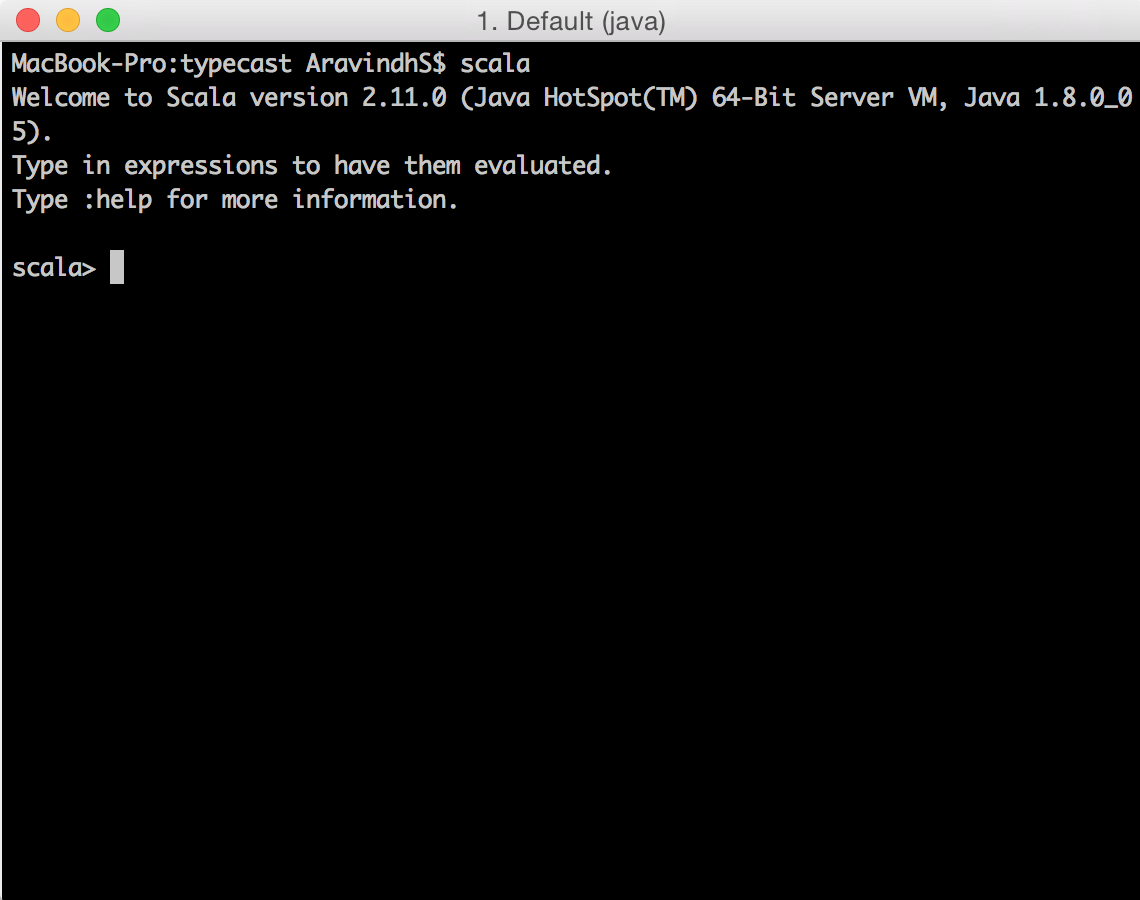 1. Default (java)
MacBook-Pro:typecast AravindhS$ scala
Welcome to Scala version 2.11.0 (Java HotSpot(TM) 64-Bit Server VM, Java 1.8.0_0
5).
Type in expressions to have them evaluated.
Type :help for more information.
scala>